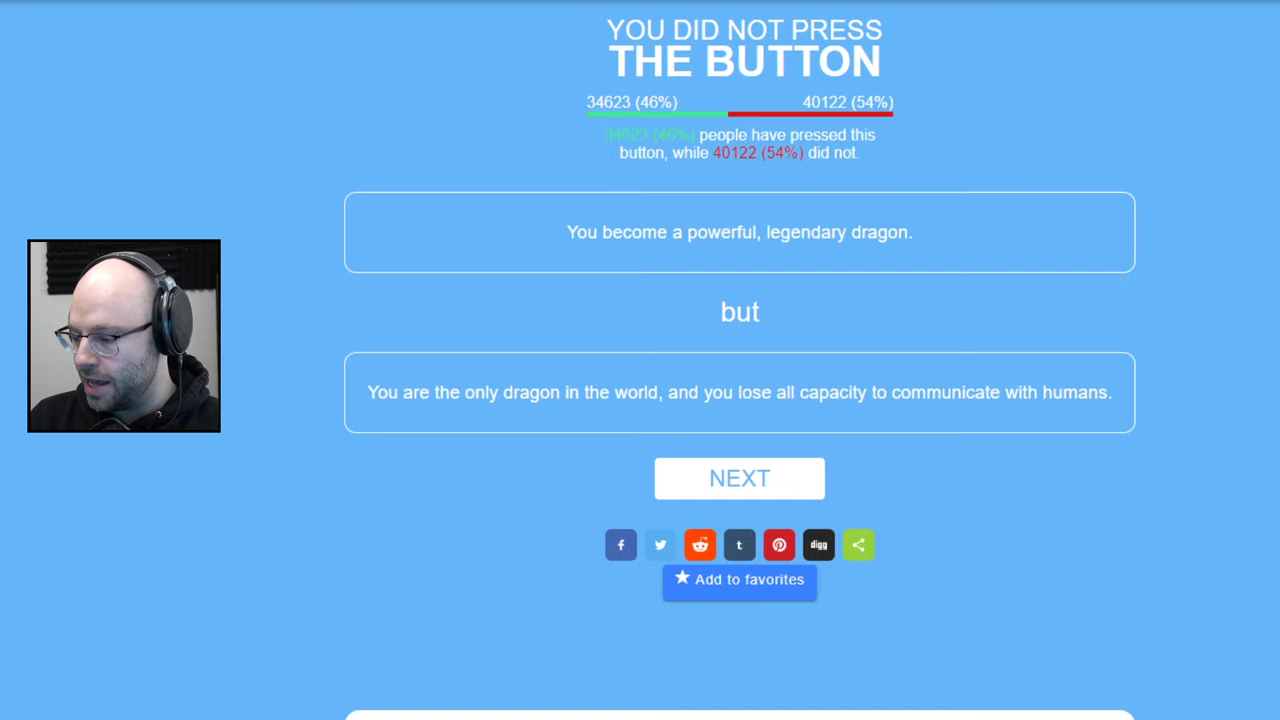 YOU DID NOT PRESS
THE BUTTON
34623 (46%) 40122 (54%)
34623 (46%) people have pressed this
button, while 40122 (54%) did not.
You become a powerful, legendary dragon.
but
You are the only dragon in the world, and you lose all capacity to communicate with humans.
NEXT
f t digg
Add to favorites